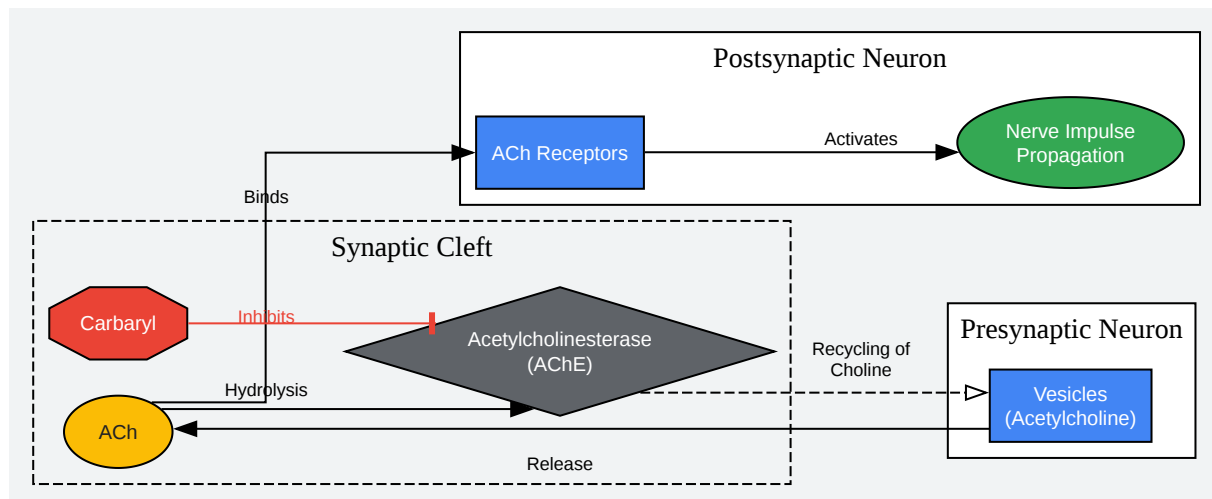 Postsynaptic Neuron
ACh Receptors
Activates
Nerve Impulse
Propagation
Binds
Synaptic Cleft
Carbaryl
Inhibits
Acetylcholinesterase
(AChE)
Hydrolysis
ACh
Release
Recycling of
Choline
Presynaptic Neuron
Vesicles
(Acetylcholine)